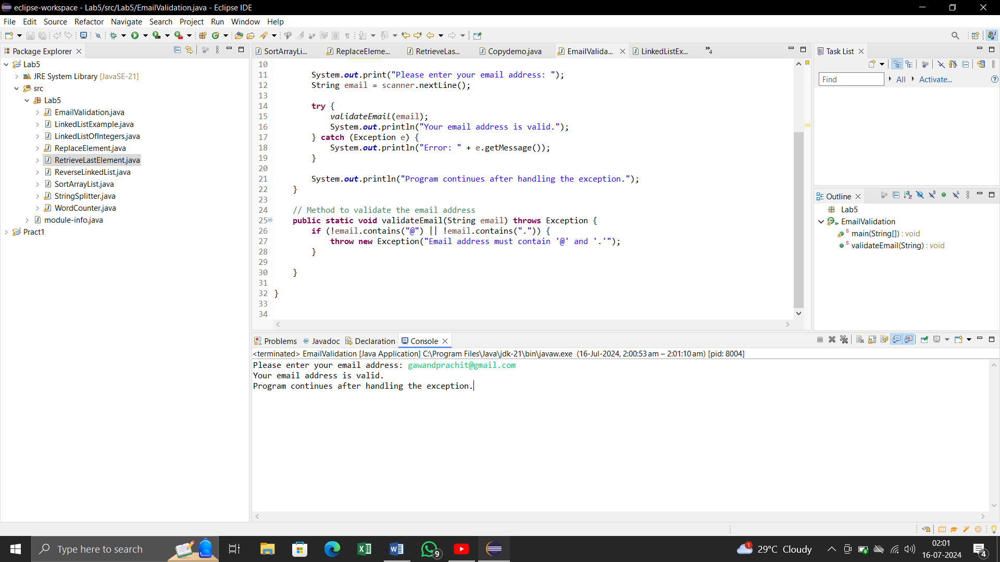 eclipse-workspace - Lab5/src/Lab5/EmailValidation.java - Eclipse IDE
File Edit Source Refactor Navigate Search Project Run Window Help
Package Explorer
Lab5
JRE System Library [JavaSE-21]
src
Lab5
EmailValidation.java
LinkedListExample.java
LinkedListOfIntegers.java
ReplaceElement.java
RetrieveLastElement.java
ReverseLinkedList.java
SortArrayList.java
StringSplitter.java
WordCounter.java
module-info.java
Pract1
SortArrayLi... ReplaceEleme... RetrieveLas... Copydemo.java EmailValida... LinkedListEx... »4
10
11 System.out.print("Please enter your email address: ");
12 String email = scanner.nextLine();
13
14 try {
15 validateEmail(email);
16 System.out.println("Your email address is valid.");
17 } catch (Exception e) {
18 System.out.println("Error: " + e.getMessage());
19 }
20
21 System.out.println("Program continues after handling the exception.");
22 }
23
24 // Method to validate the email address
25 public static void validateEmail(String email) throws Exception {
26 if (!email.contains("@") || !email.contains(".")) {
27 throw new Exception("Email address must contain '@' and '.'");
28 }
29
30 }
31
32 }
33
34
Task List
Find All Activate...
Outline
Lab5
EmailValidation
main(String[]) : void
validateEmail(String) : void
Problems Javadoc Declaration Console
<terminated> EmailValidation [Java Application] C:\Program Files\Java\jdk-21\bin\javaw.exe (16-Jul-2024, 2:00:53 am – 2:01:10 am) [pid: 8004]
Please enter your email address: gawandprachit@gmail.com
Your email address is valid.
Program continues after handling the exception.
Type here to search
9
1
29°C Cloudy
02:01
16-07-2024
4